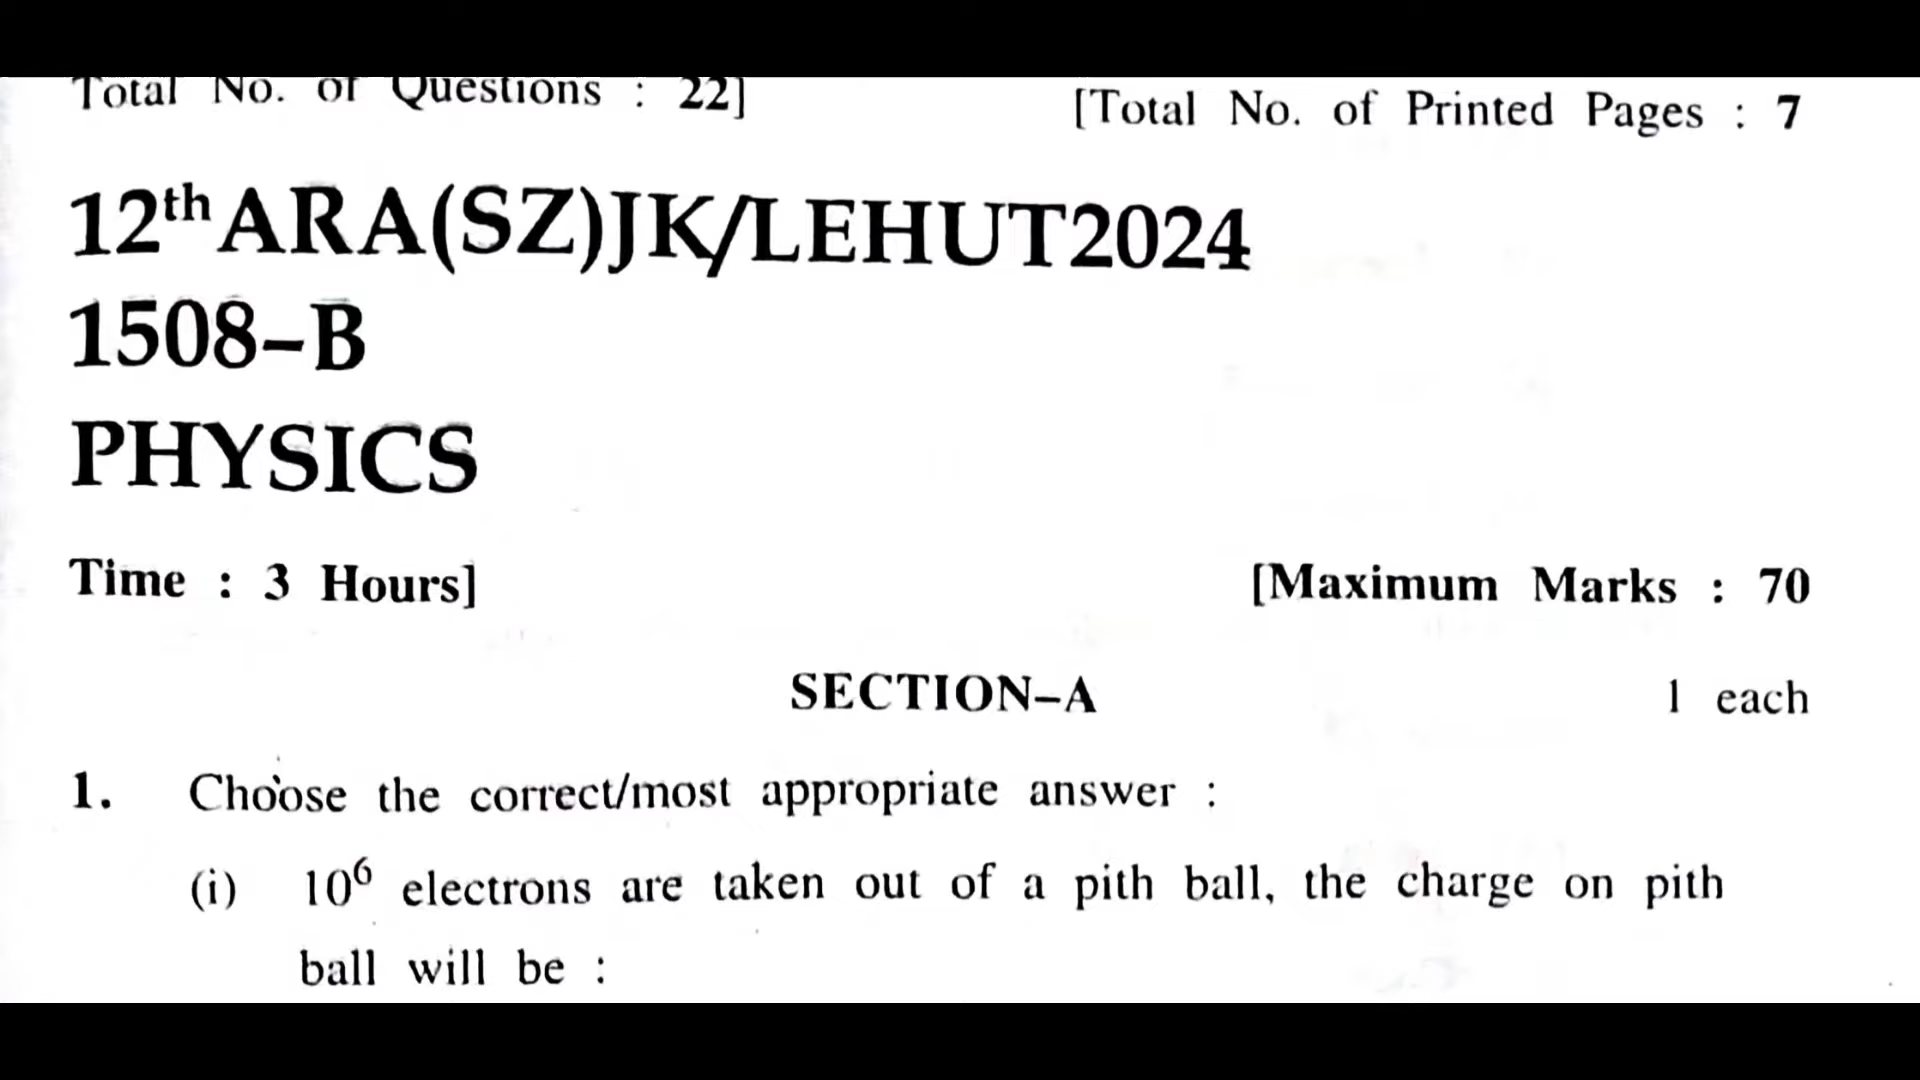 Total No. of Questions : 22]
[Total No. of Printed Pages : 7
12th ARA(SZ)JK/LEHUT2024
1508–B
PHYSICS
Time : 3 Hours]
[Maximum Marks : 70
SECTION–A
1 each
1. Choose the correct/most appropriate answer :
(i) 10⁶ electrons are taken out of a pith ball, the charge on pith
ball will be :